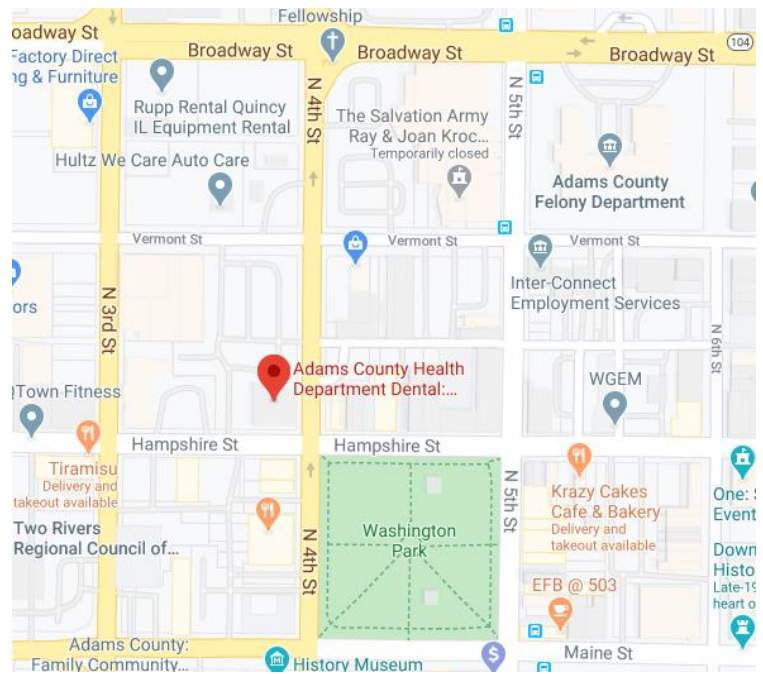 Fellowship
oadway St
Broadway St
Broadway St
Broadway St
104
Factory Direct
ng & Furniture
Rupp Rental Quincy
IL Equipment Rental
N 4th St
N 5th St
The Salvation Army
Ray & Joan Kroc...
Temporarily closed
Hultz We Care Auto Care
Adams County
Felony Department
Vermont St
Vermont St
Vermont St
Inter-Connect
Employment Services
ors
N 3rd St
N 6th St
Adams County Health
Department Dental:...
WGEM
QTown Fitness
Hampshire St
Hampshire St
Tiramisu
Delivery and
takeout available
N 5th St
Krazy Cakes
Cafe & Bakery
Delivery and
takeout available
One: S
Event
Two Rivers
Regional Council of...
N 4th St
Washington
Park
Down
Histo
Late-19
heart o
EFB @ 503
Adams County:
Family Community...
History Museum
$
Maine St